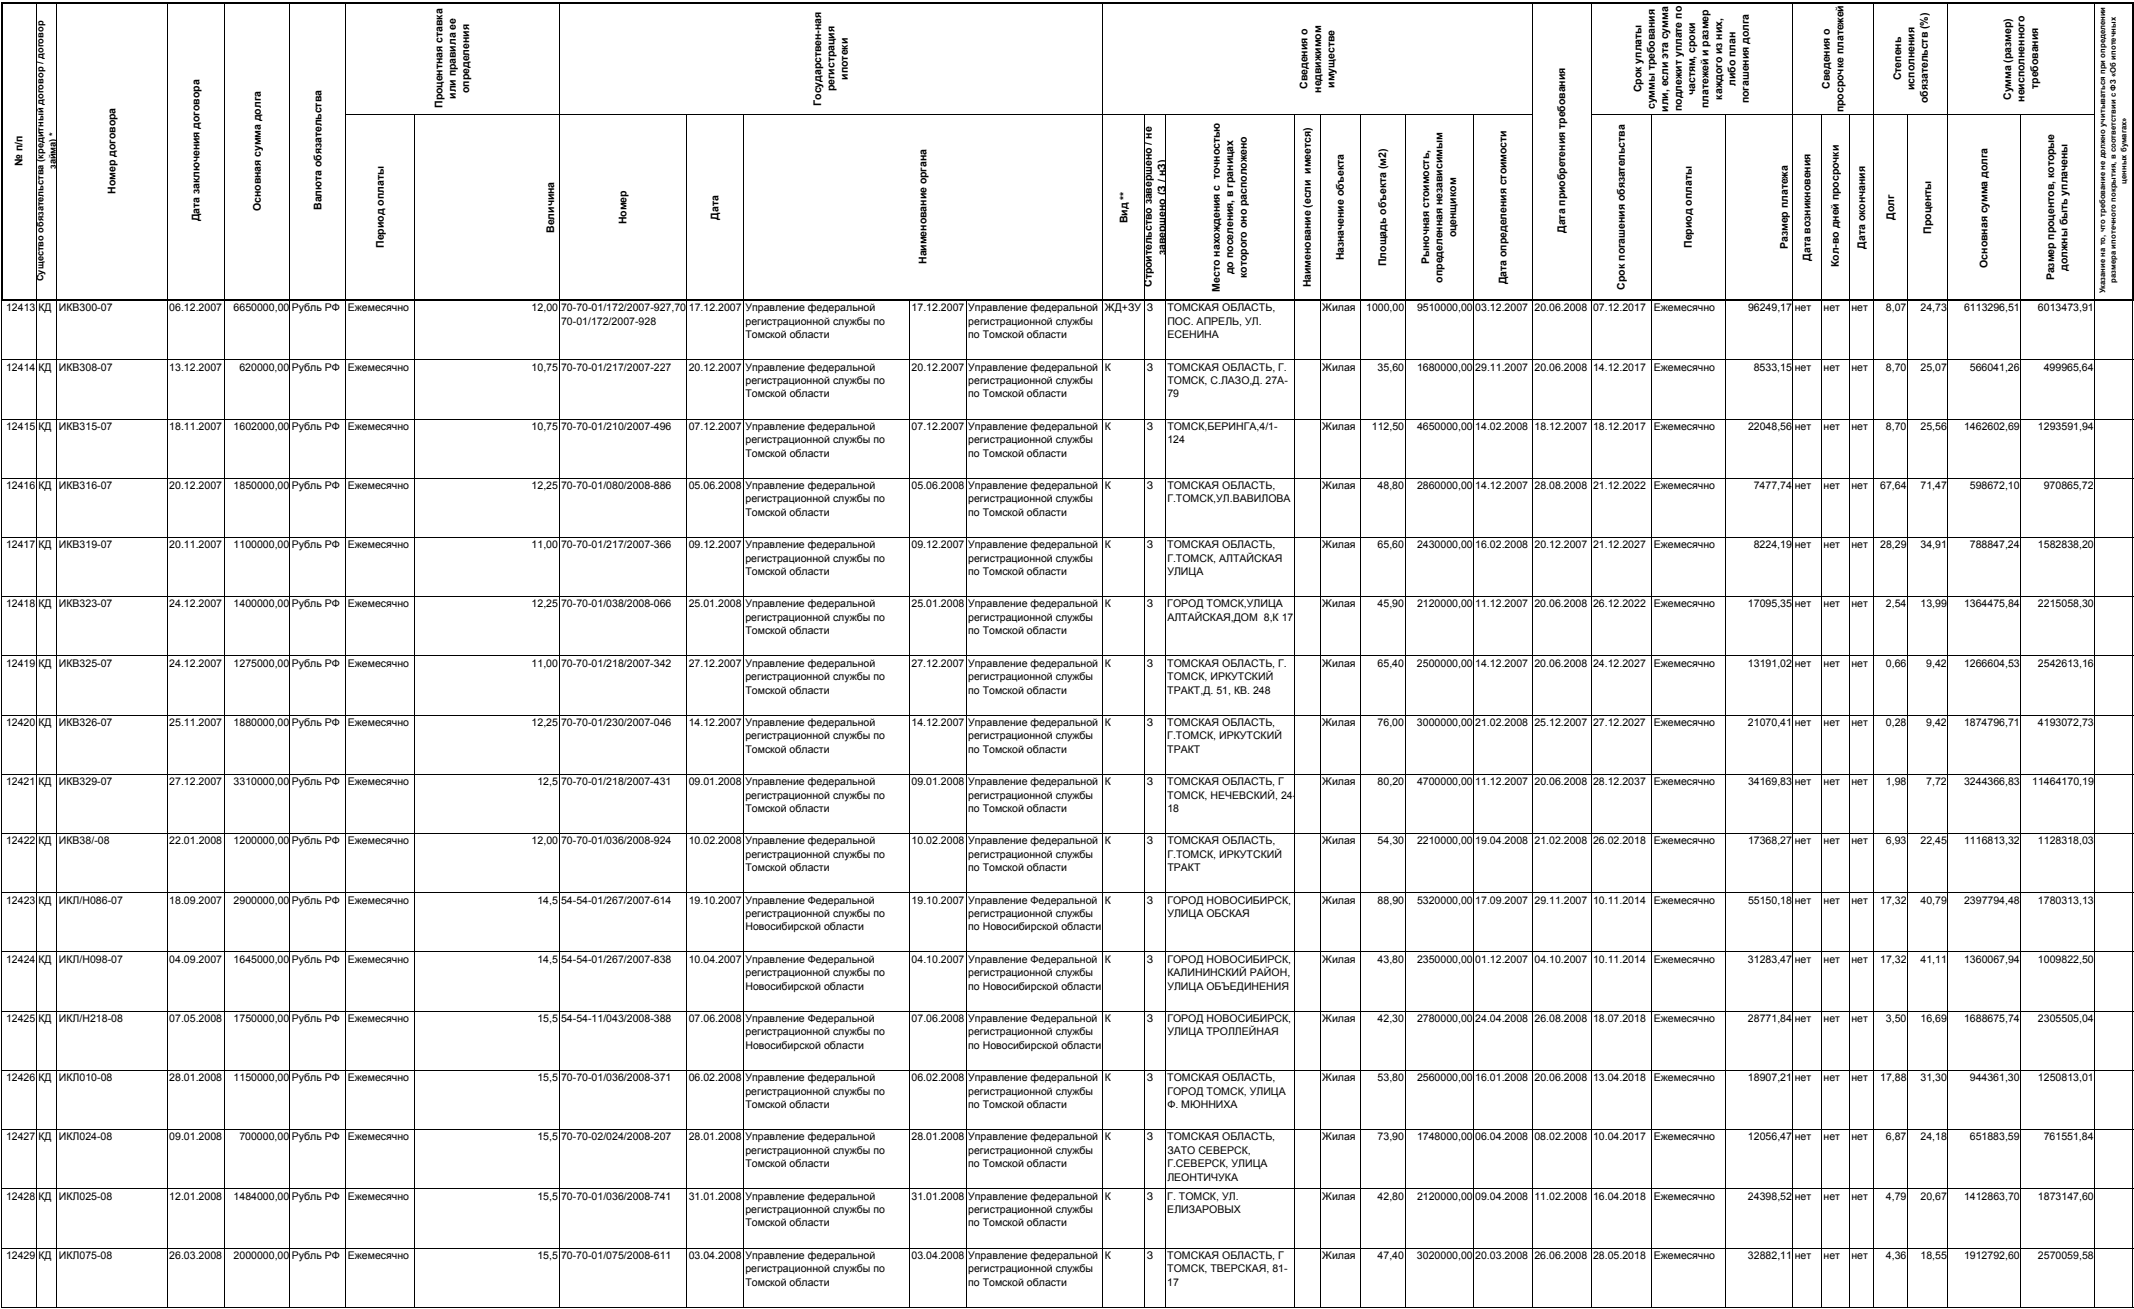 № п/п
Существо обязательства (кредитный договор / договор займа) *
Номер договора
Дата заключения договора
Основная сумма долга
Валюта обязательства
Процентная ставка или правила ее определения
Период оплаты
Величина
Государствен-ная регистрация ипотеки
Номер
Дата
Наименование органа
Сведения о недвижимом имуществе
Вид **
Строительство завершено / не завершено (З / нЗ)
Место нахождения с точностью до поселения, в границах которого оно расположено
Наименование (если имеется)
Назначение объекта
Площадь объекта (м2)
Рыночная стоимость, определенная независимым оценщиком
Дата определения стоимости
Дата приобретения требования
Срок уплаты суммы требования или, если эта сумма подлежит уплате по частям, сроки платежей и размер каждого из них, либо план погашения долга
Срок погашения обязательства
Период оплаты
Размер платежа
Сведения о просрочке платежей
Дата возникновения
Кол-во дней просрочки
Дата окончания
Степень исполнения обязательств (%)
Долг
Проценты
Сумма (размер) неисполненного требования
Основная сумма долга
Размер процентов, которые должны быть уплачены
Указание на то, что требование не должно учитываться при определении размера ипотечного покрытия, в соответствии с ФЗ «Об ипотечных ценных бумагах»
12413 КД ИКВ300-07 06.12.2007 6650000,00 Рубль РФ Ежемесячно 12,00 70-70-01/172/2007-927,70 70-01/172/2007-928 17.12.2007 Управление федеральной регистрационной службы по Томской области 17.12.2007 Управление федеральной регистрационной службы по Томской области ЖД+ЗУ З ТОМСКАЯ ОБЛАСТЬ, ПОС. АПРЕЛЬ, УЛ. ЕСЕНИНА Жилая 1000,00 9510000,00 03.12.2007 20.06.2008 07.12.2017 Ежемесячно 96249,17 нет нет нет 8,07 24,73 6113296,51 6013473,91
12414 КД ИКВ308-07 13.12.2007 620000,00 Рубль РФ Ежемесячно 10,75 70-70-01/217/2007-227 20.12.2007 Управление федеральной регистрационной службы по Томской области 20.12.2007 Управление федеральной регистрационной службы по Томской области К З ТОМСКАЯ ОБЛАСТЬ, Г. ТОМСК, С.ЛАЗО,Д. 27А-79 Жилая 35,60 1680000,00 29.11.2007 20.06.2008 14.12.2017 Ежемесячно 8533,15 нет нет нет 8,70 25,07 566041,26 499965,64
12415 КД ИКВ315-07 18.11.2007 1602000,00 Рубль РФ Ежемесячно 10,75 70-70-01/210/2007-496 07.12.2007 Управление федеральной регистрационной службы по Томской области 07.12.2007 Управление федеральной регистрационной службы по Томской области К З ТОМСК,БЕРИНГА,4/1-124 Жилая 112,50 4650000,00 14.02.2008 18.12.2007 18.12.2017 Ежемесячно 22048,56 нет нет нет 8,70 25,56 1462602,69 1293591,94
12416 КД ИКВ316-07 20.12.2007 1850000,00 Рубль РФ Ежемесячно 12,25 70-70-01/080/2008-886 05.06.2008 Управление федеральной регистрационной службы по Томской области 05.06.2008 Управление федеральной регистрационной службы по Томской области К З ТОМСКАЯ ОБЛАСТЬ, Г.ТОМСК,УЛ.ВАВИЛОВА Жилая 48,80 2860000,00 14.12.2007 28.08.2008 21.12.2022 Ежемесячно 7477,74 нет нет нет 67,64 71,47 598672,10 970865,72
12417 КД ИКВ319-07 20.11.2007 1100000,00 Рубль РФ Ежемесячно 11,00 70-70-01/217/2007-366 09.12.2007 Управление федеральной регистрационной службы по Томской области 09.12.2007 Управление федеральной регистрационной службы по Томской области К З ТОМСКАЯ ОБЛАСТЬ, Г.ТОМСК, АЛТАЙСКАЯ УЛИЦА Жилая 65,60 2430000,00 16.02.2008 20.12.2007 21.12.2027 Ежемесячно 8224,19 нет нет нет 28,29 34,91 788847,24 1582838,20
12418 КД ИКВ323-07 24.12.2007 1400000,00 Рубль РФ Ежемесячно 12,25 70-70-01/038/2008-066 25.01.2008 Управление федеральной регистрационной службы по Томской области 25.01.2008 Управление федеральной регистрационной службы по Томской области К З ГОРОД ТОМСК,УЛИЦА АЛТАЙСКАЯ,ДОМ 8,К 17 Жилая 45,90 2120000,00 11.12.2007 20.06.2008 26.12.2022 Ежемесячно 17095,35 нет нет нет 2,54 13,99 1364475,84 2215058,30
12419 КД ИКВ325-07 24.12.2007 1275000,00 Рубль РФ Ежемесячно 11,00 70-70-01/218/2007-342 27.12.2007 Управление федеральной регистрационной службы по Томской области 27.12.2007 Управление федеральной регистрационной службы по Томской области К З ТОМСКАЯ ОБЛАСТЬ, Г. ТОМСК, ИРКУТСКИЙ ТРАКТ,Д. 51, КВ. 248 Жилая 65,40 2500000,00 14.12.2007 20.06.2008 24.12.2027 Ежемесячно 13191,02 нет нет нет 0,66 9,42 1266604,53 2542613,16
12420 КД ИКВ326-07 25.11.2007 1880000,00 Рубль РФ Ежемесячно 12,25 70-70-01/230/2007-046 14.12.2007 Управление федеральной регистрационной службы по Томской области 14.12.2007 Управление федеральной регистрационной службы по Томской области К З ТОМСКАЯ ОБЛАСТЬ, Г.ТОМСК, ИРКУТСКИЙ ТРАКТ Жилая 76,00 3000000,00 21.02.2008 25.12.2007 27.12.2027 Ежемесячно 21070,41 нет нет нет 0,28 9,42 1874796,71 4193072,73
12421 КД ИКВ329-07 27.12.2007 3310000,00 Рубль РФ Ежемесячно 12,5 70-70-01/218/2007-431 09.01.2008 Управление федеральной регистрационной службы по Томской области 09.01.2008 Управление федеральной регистрационной службы по Томской области К З ТОМСКАЯ ОБЛАСТЬ, Г ТОМСК, НЕЧЕВСКИЙ, 24-18 Жилая 80,20 4700000,00 11.12.2007 20.06.2008 28.12.2037 Ежемесячно 34169,83 нет нет нет 1,98 7,72 3244366,83 11464170,19
12422 КД ИКВ38/-08 22.01.2008 1200000,00 Рубль РФ Ежемесячно 12,00 70-70-01/036/2008-924 10.02.2008 Управление федеральной регистрационной службы по Томской области 10.02.2008 Управление федеральной регистрационной службы по Томской области К З ТОМСКАЯ ОБЛАСТЬ, Г.ТОМСК, ИРКУТСКИЙ ТРАКТ Жилая 54,30 2210000,00 19.04.2008 21.02.2008 26.02.2018 Ежемесячно 17368,27 нет нет нет 6,93 22,45 1116813,32 1128318,03
12423 КД ИКЛ/Н086-07 18.09.2007 2900000,00 Рубль РФ Ежемесячно 14,5 54-54-01/267/2007-614 19.10.2007 Управление Федеральной регистрационной службы по Новосибирской области 19.10.2007 Управление Федеральной регистрационной службы по Новосибирской области К З ГОРОД НОВОСИБИРСК, УЛИЦА ОБСКАЯ Жилая 88,90 5320000,00 17.09.2007 29.11.2007 10.11.2014 Ежемесячно 55150,18 нет нет нет 17,32 40,79 2397794,48 1780313,13
12424 КД ИКЛ/Н098-07 04.09.2007 1645000,00 Рубль РФ Ежемесячно 14,5 54-54-01/267/2007-838 10.04.2007 Управление Федеральной регистрационной службы по Новосибирской области 04.10.2007 Управление Федеральной регистрационной службы по Новосибирской области К З ГОРОД НОВОСИБИРСК, КАЛИНИНСКИЙ РАЙОН, УЛИЦА ОБЪЕДИНЕНИЯ Жилая 43,80 2350000,00 01.12.2007 04.10.2007 10.11.2014 Ежемесячно 31283,47 нет нет нет 17,32 41,11 1360067,94 1009822,50
12425 КД ИКЛ/Н218-08 07.05.2008 1750000,00 Рубль РФ Ежемесячно 15,5 54-54-11/043/2008-388 07.06.2008 Управление Федеральной регистрационной службы по Новосибирской области 07.06.2008 Управление Федеральной регистрационной службы по Новосибирской области К З ГОРОД НОВОСИБИРСК, УЛИЦА ТРОЛЛЕЙНАЯ Жилая 42,30 2780000,00 24.04.2008 26.08.2008 18.07.2018 Ежемесячно 28771,84 нет нет нет 3,50 16,69 1688675,74 2305505,04
12426 КД ИКЛ010-08 28.01.2008 1150000,00 Рубль РФ Ежемесячно 15,5 70-70-01/036/2008-371 06.02.2008 Управление федеральной регистрационной службы по Томской области 06.02.2008 Управление федеральной регистрационной службы по Томской области К З ТОМСКАЯ ОБЛАСТЬ, ГОРОД ТОМСК, УЛИЦА Ф. МЮННИХА Жилая 53,80 2560000,00 16.01.2008 20.06.2008 13.04.2018 Ежемесячно 18907,21 нет нет нет 17,88 31,30 944361,30 1250813,01
12427 КД ИКЛ024-08 09.01.2008 700000,00 Рубль РФ Ежемесячно 15,5 70-70-02/024/2008-207 28.01.2008 Управление федеральной регистрационной службы по Томской области 28.01.2008 Управление федеральной регистрационной службы по Томской области К З ТОМСКАЯ ОБЛАСТЬ, ЗАТО СЕВЕРСК, Г.СЕВЕРСК, УЛИЦА ЛЕОНТИЧУКА Жилая 73,90 1748000,00 06.04.2008 08.02.2008 10.04.2017 Ежемесячно 12056,47 нет нет нет 6,87 24,18 651883,59 761551,84
12428 КД ИКЛ025-08 12.01.2008 1484000,00 Рубль РФ Ежемесячно 15,5 70-70-01/036/2008-741 31.01.2008 Управление федеральной регистрационной службы по Томской области 31.01.2008 Управление федеральной регистрационной службы по Томской области К З Г. ТОМСК, УЛ. ЕЛИЗАРОВЫХ Жилая 42,80 2120000,00 09.04.2008 11.02.2008 16.04.2018 Ежемесячно 24398,52 нет нет нет 4,79 20,67 1412863,70 1873147,60
12429 КД ИКЛ075-08 26.03.2008 2000000,00 Рубль РФ Ежемесячно 15,5 70-70-01/075/2008-611 03.04.2008 Управление федеральной регистрационной службы по Томской области 03.04.2008 Управление федеральной регистрационной службы по Томской области К З ТОМСКАЯ ОБЛАСТЬ, Г ТОМСК, ТВЕРСКАЯ, 81-17 Жилая 47,40 3020000,00 20.03.2008 26.06.2008 28.05.2018 Ежемесячно 32882,11 нет нет нет 4,36 18,55 1912792,60 2570059,58